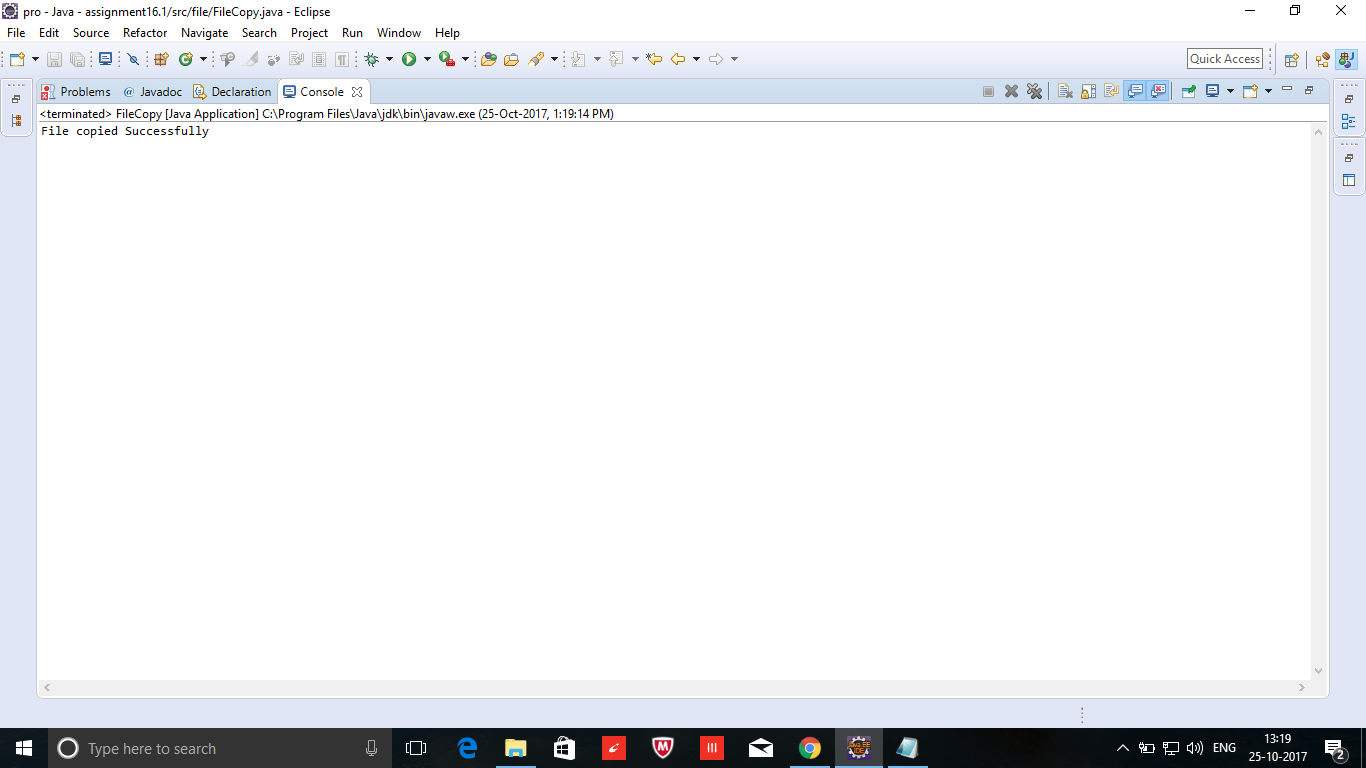 pro - Java - assignment16.1/src/file/FileCopy.java - Eclipse
File Edit Source Refactor Navigate Search Project Run Window Help
Quick Access
Problems @ Javadoc Declaration Console
<terminated> FileCopy [Java Application] C:\Program Files\Java\jdk\bin\javaw.exe (25-Oct-2017, 1:19:14 PM)
File copied Successfully
Type here to search
ENG
13:19
25-10-2017
2